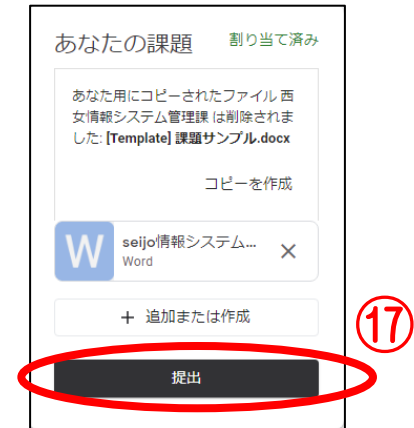 あなたの課題 割り当て済み
あなた用にコピーされたファイル 西
女情報システム管理課 は削除されま
した: [Template] 課題サンプル.docx
コピーを作成
W
seijo情報システム...
Word
+ 追加または作成
⑰
提出